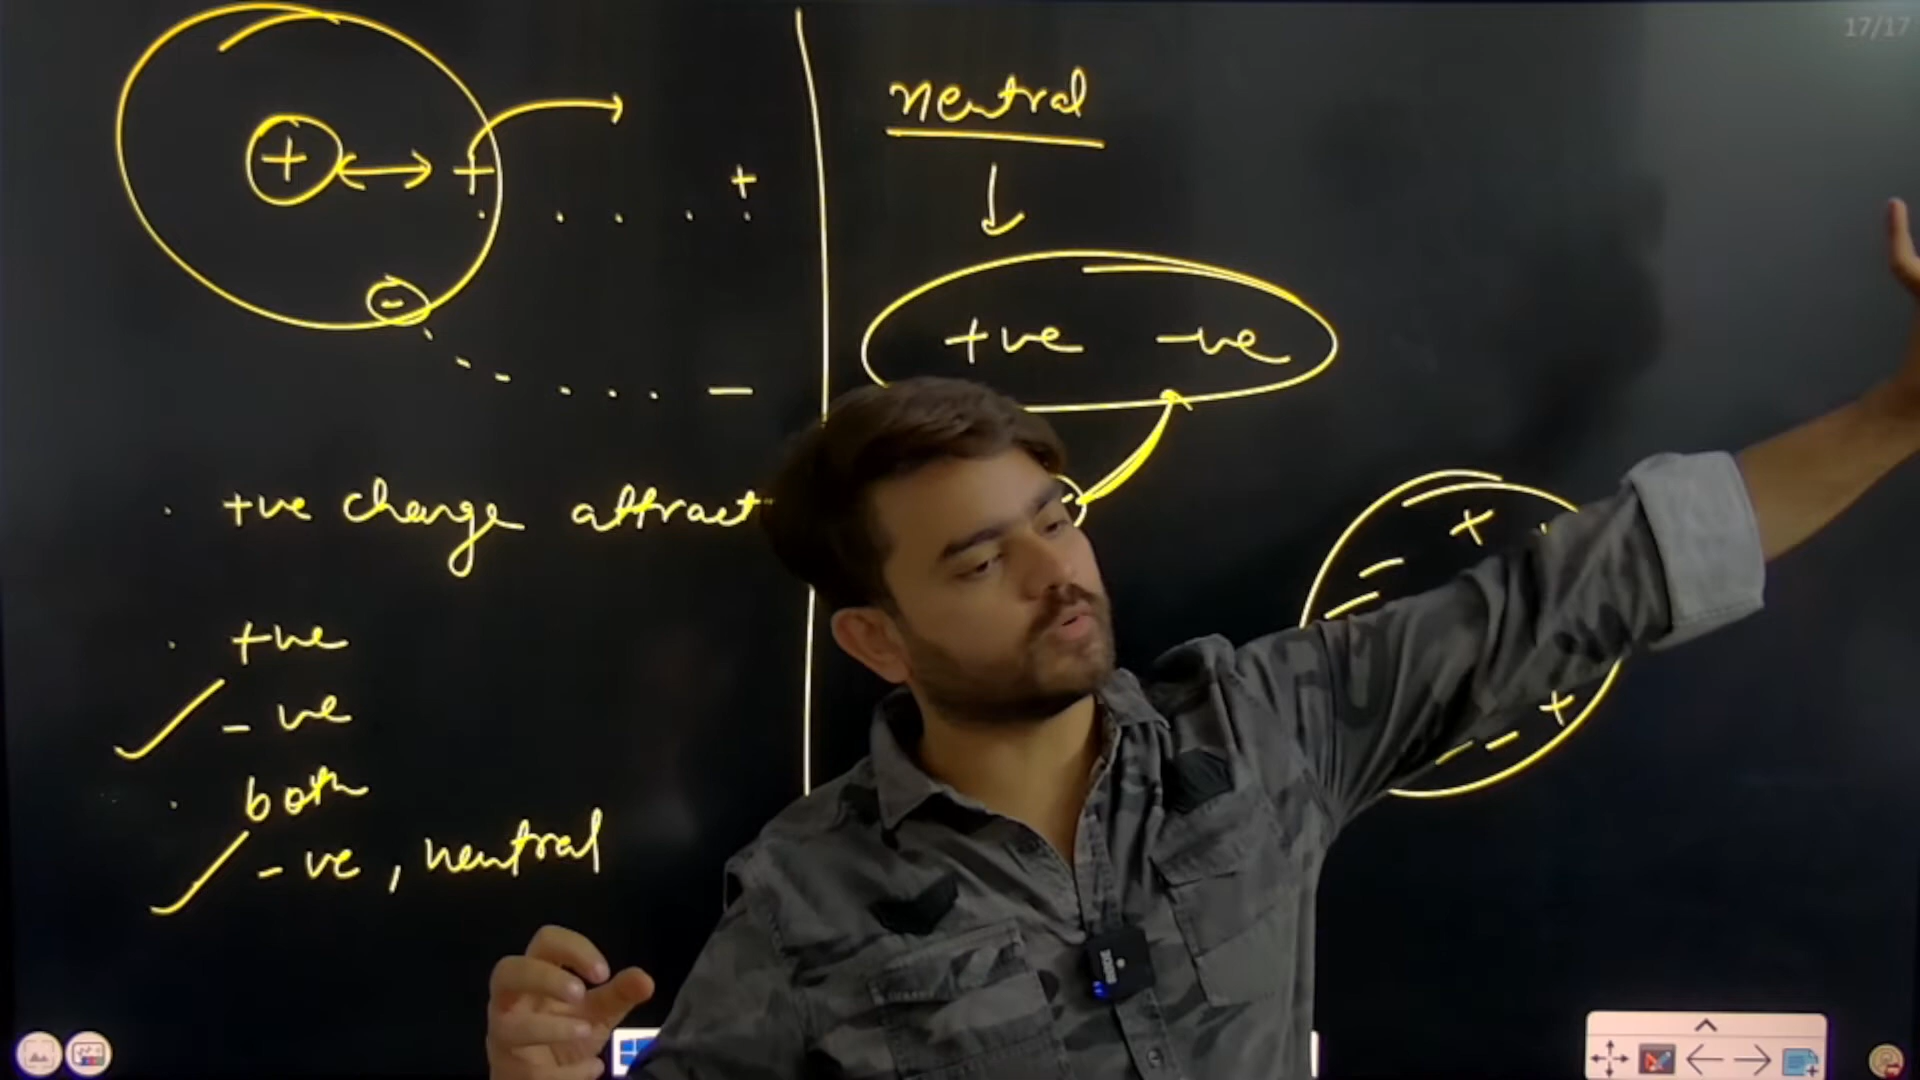 17/17
+
+ +
-
-
+ve charge attract
+ve
-ve
both
-ve, neutral
neutral
+ve -ve
-
+
- -
+
- -